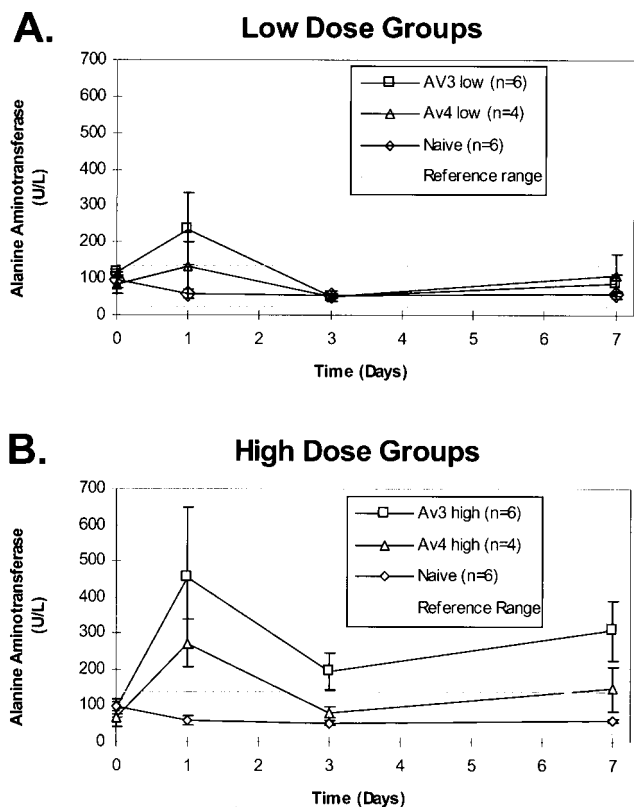 A.
Low Dose Groups
700
600
500
400
300
200
100
0
Alanine Aminotransferase
(U/L)
AV3 low (n=6)
Av4 low (n=4)
Naive (n=6)
Reference range
0 1 2 3 4 5 6 7
Time (Days)
B.
High Dose Groups
700
600
500
400
300
200
100
0
Alanine Aminotransferase
(U/L)
Av3 high (n=6)
Av4 high (n=4)
Naive (n=6)
Reference Range
0 1 2 3 4 5 6 7
Time (Days)